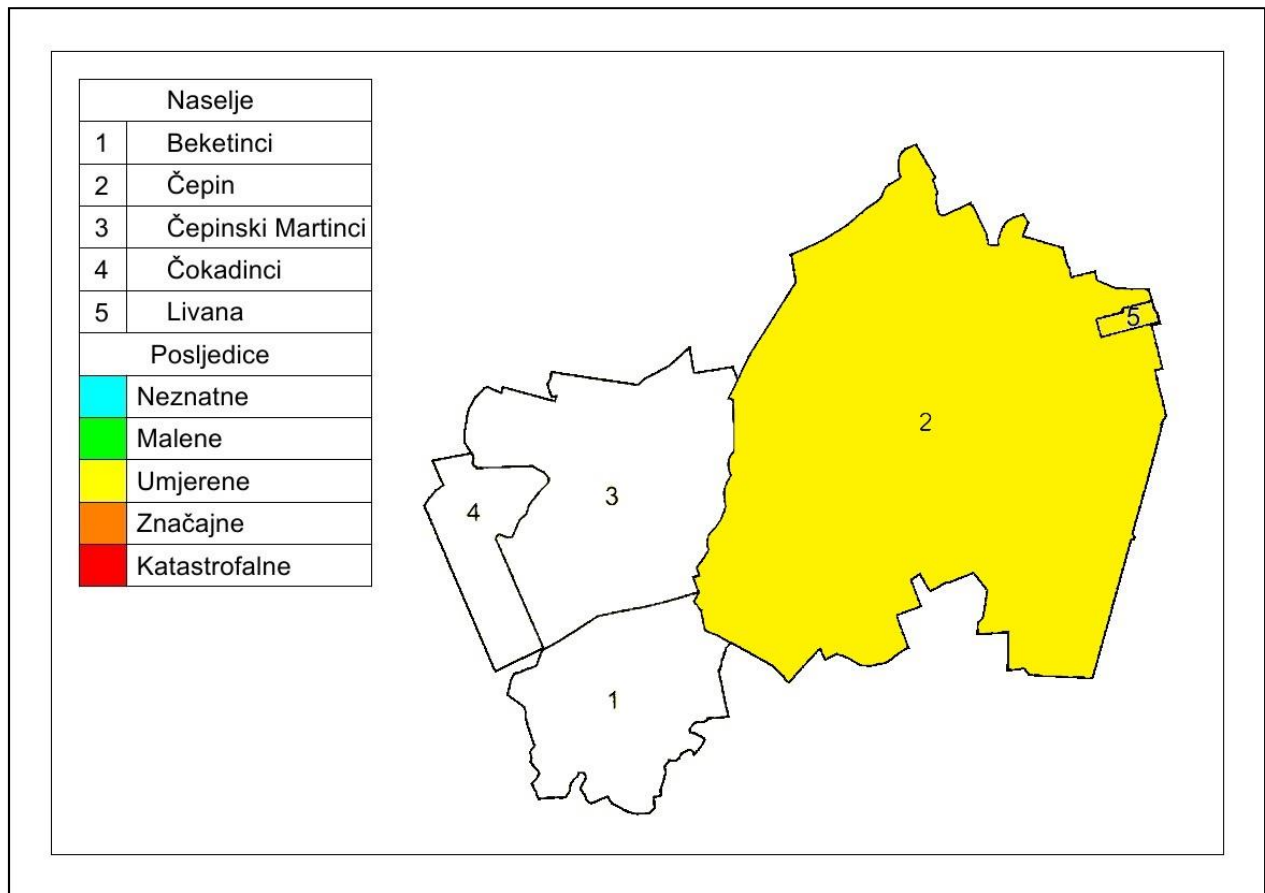 Naselje
1 Beketinci
2 Čepin
3 Čepinski Martinci
4 Čokadinci
5 Livana
Posljedice
Neznatne
Malene
Umjerene
Značajne
Katastrofalne
5
2
3
4
1